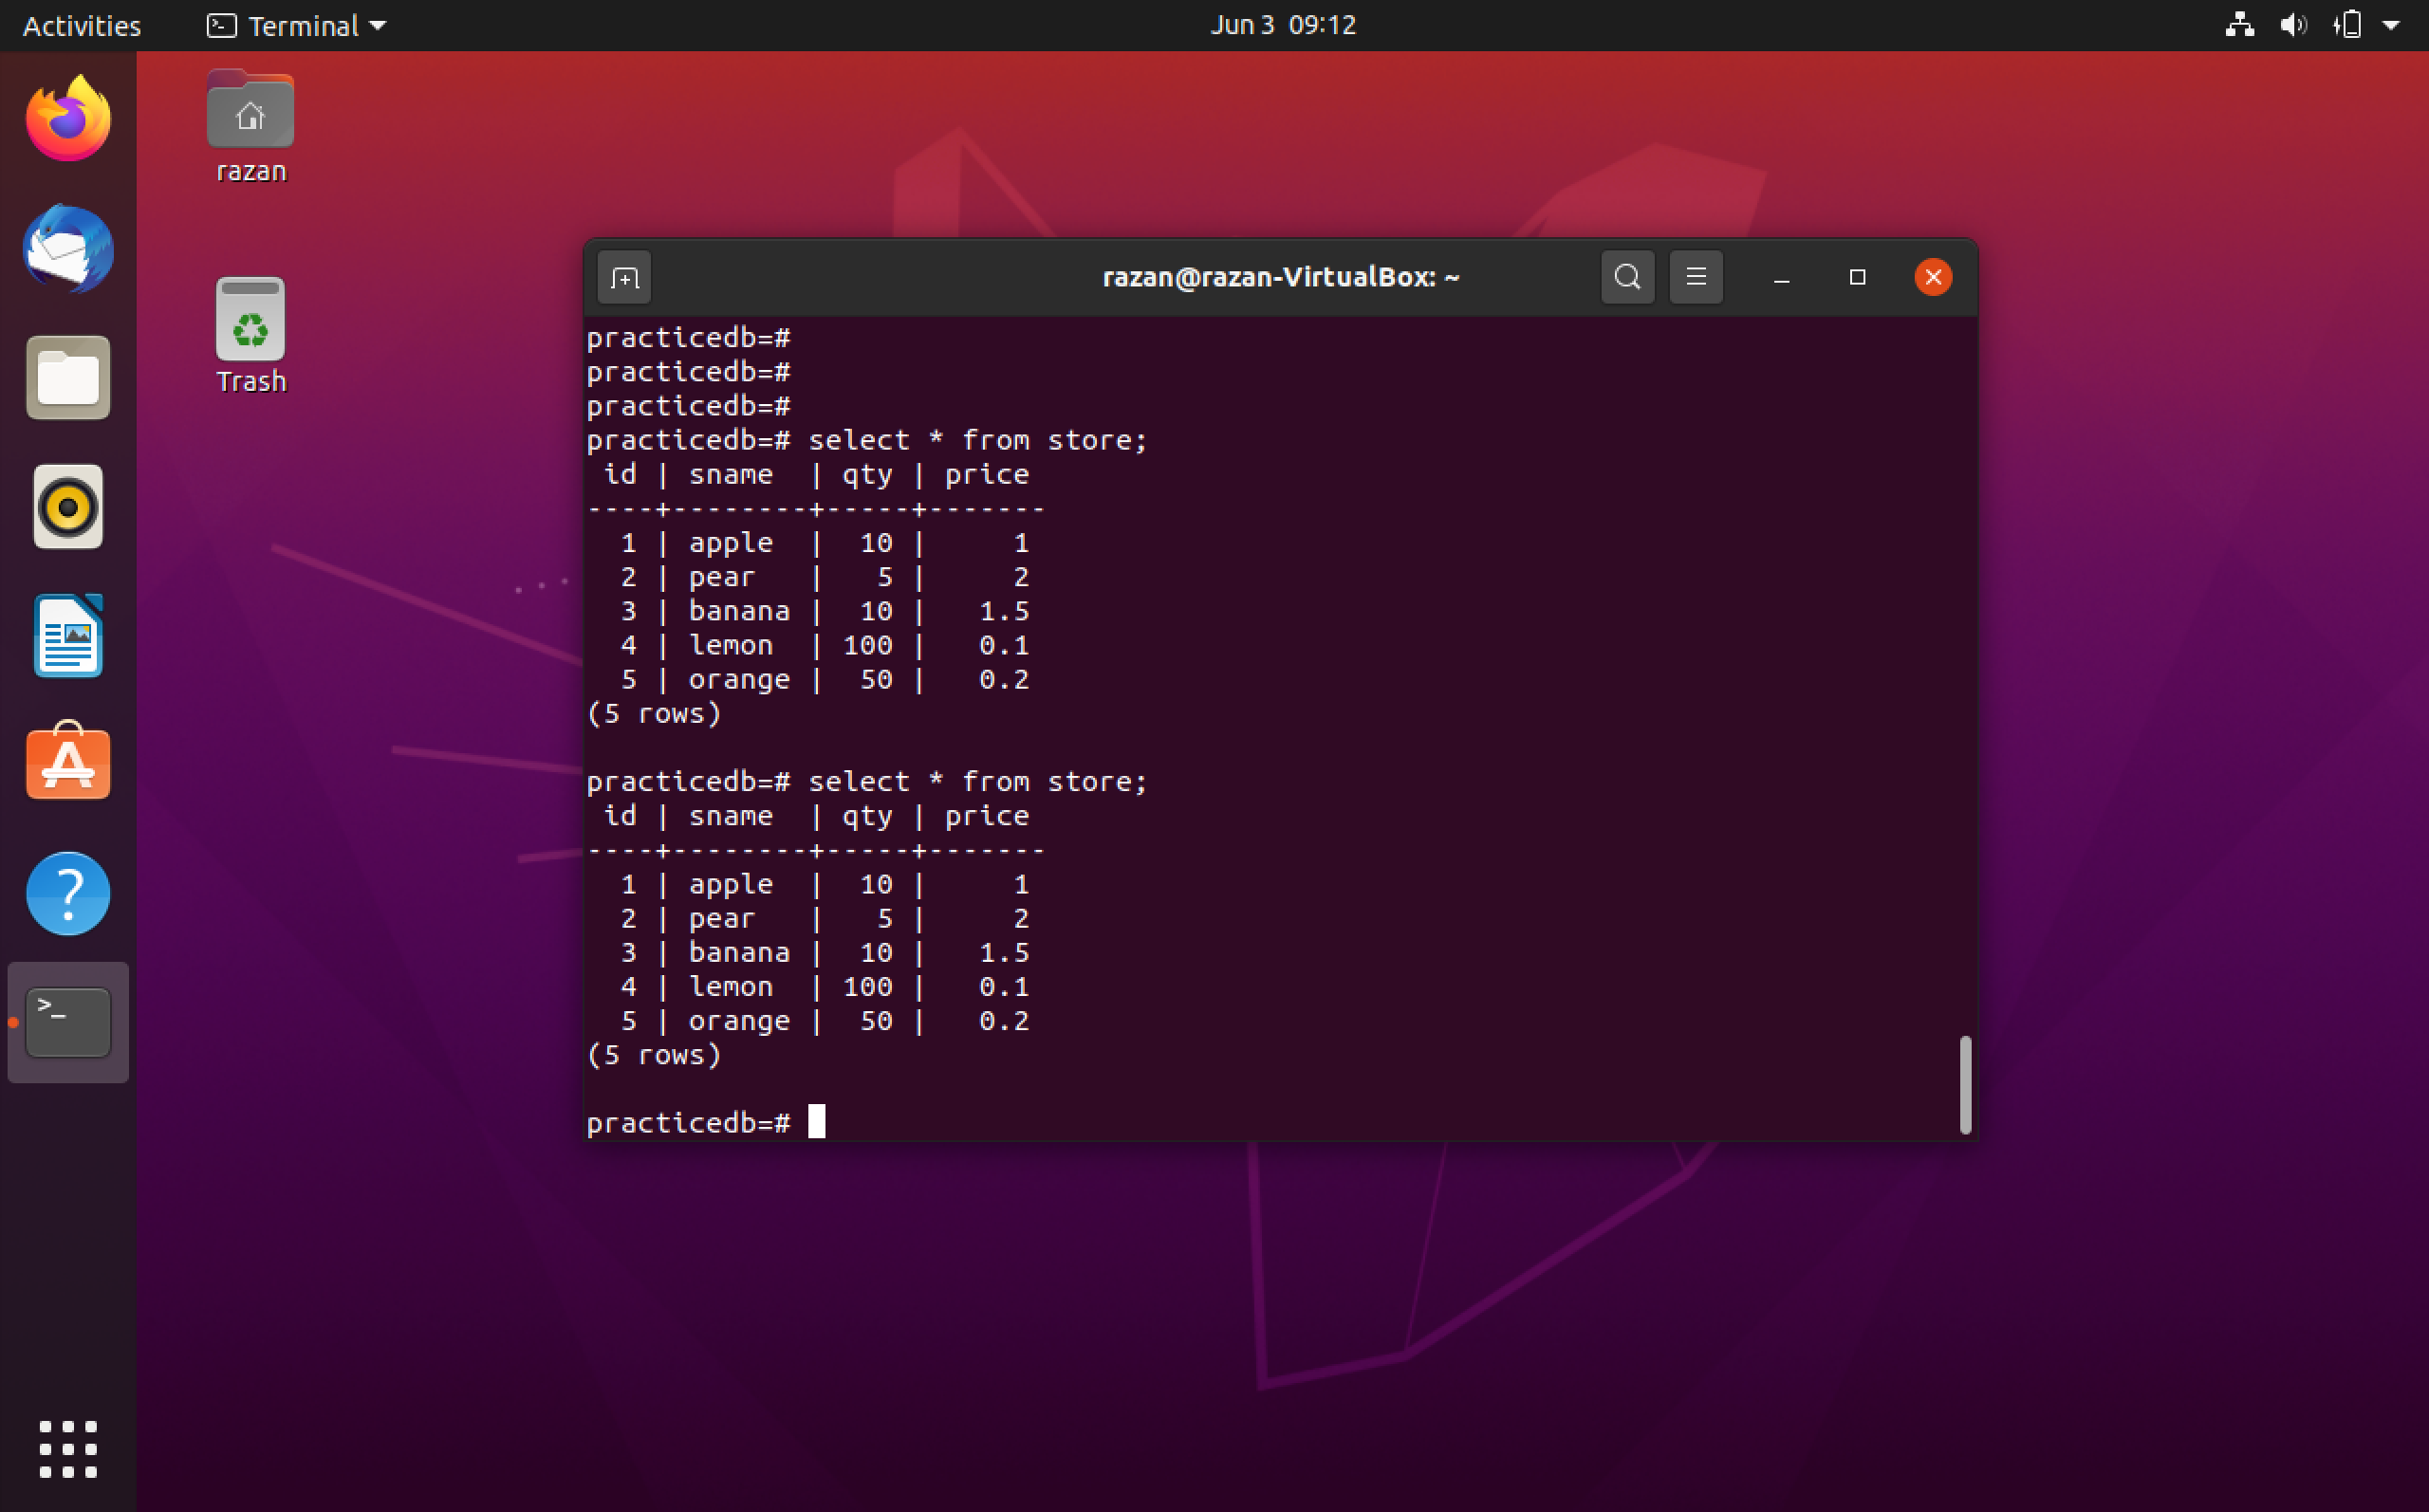 Activities Terminal Jun 3 09:12
razan
Trash
razan@razan-VirtualBox: ~
practicedb=#
practicedb=#
practicedb=#
practicedb=# select * from store;
 id | sname  | qty | price
----+--------+-----+-------
  1 | apple  |  10 |     1
  2 | pear   |   5 |     2
  3 | banana |  10 |   1.5
  4 | lemon  | 100 |   0.1
  5 | orange |  50 |   0.2
(5 rows)

practicedb=# select * from store;
 id | sname  | qty | price
----+--------+-----+-------
  1 | apple  |  10 |     1
  2 | pear   |   5 |     2
  3 | banana |  10 |   1.5
  4 | lemon  | 100 |   0.1
  5 | orange |  50 |   0.2
(5 rows)

practicedb=#